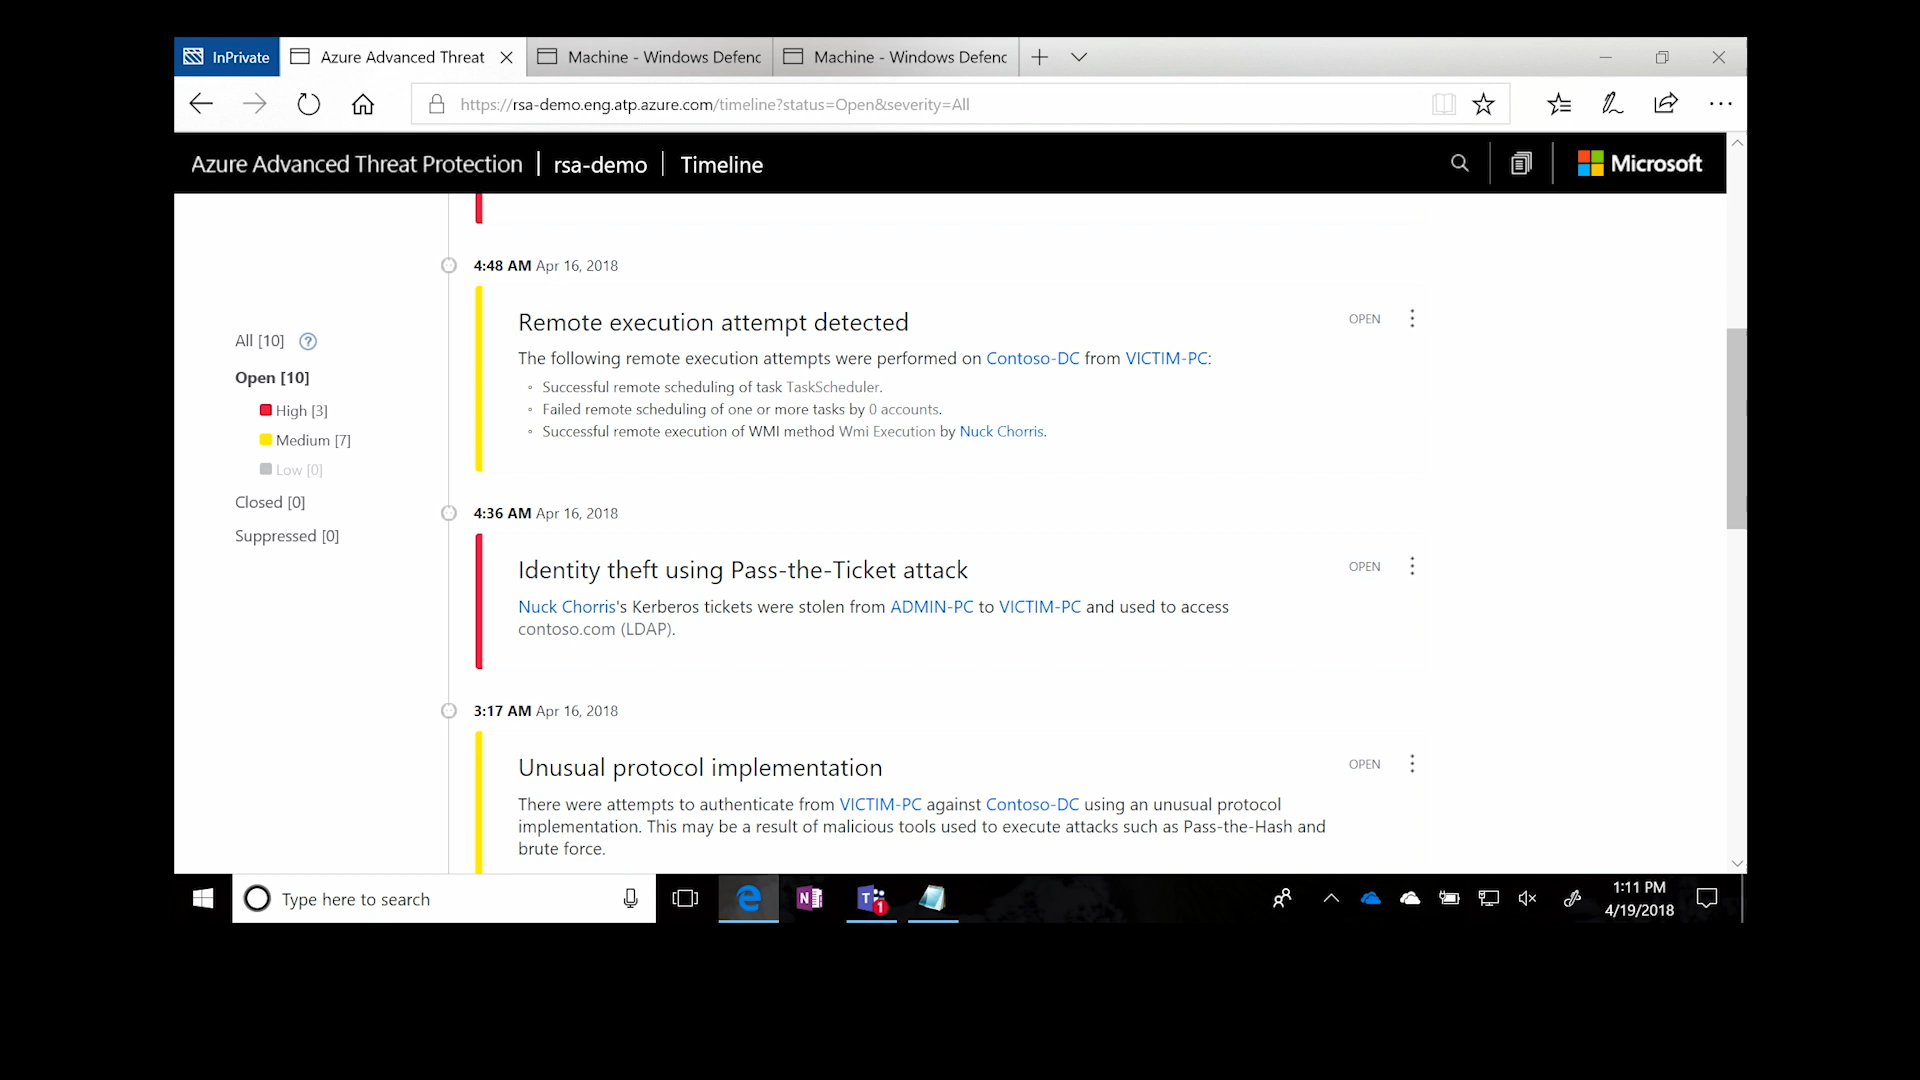 InPrivate
Azure Advanced Threat
Machine - Windows Defenc
Machine - Windows Defenc
https://rsa-demo.eng.atp.azure.com/timeline?status=Open&severity=All
Azure Advanced Threat Protection | rsa-demo | Timeline
Microsoft
4:48 AM Apr 16, 2018
Remote execution attempt detected
OPEN
The following remote execution attempts were performed on Contoso-DC from VICTIM-PC:
◦ Successful remote scheduling of task TaskScheduler.
◦ Failed remote scheduling of one or more tasks by 0 accounts.
◦ Successful remote execution of WMI method Wmi Execution by Nuck Chorris.
All [10] ?
Open [10]
High [3]
Medium [7]
Low [0]
Closed [0]
Suppressed [0]
4:36 AM Apr 16, 2018
Identity theft using Pass-the-Ticket attack
OPEN
Nuck Chorris's Kerberos tickets were stolen from ADMIN-PC to VICTIM-PC and used to access
contoso.com (LDAP).
3:17 AM Apr 16, 2018
Unusual protocol implementation
OPEN
There were attempts to authenticate from VICTIM-PC against Contoso-DC using an unusual protocol
implementation. This may be a result of malicious tools used to execute attacks such as Pass-the-Hash and
brute force.
Type here to search
N
T
1
1:11 PM
4/19/2018